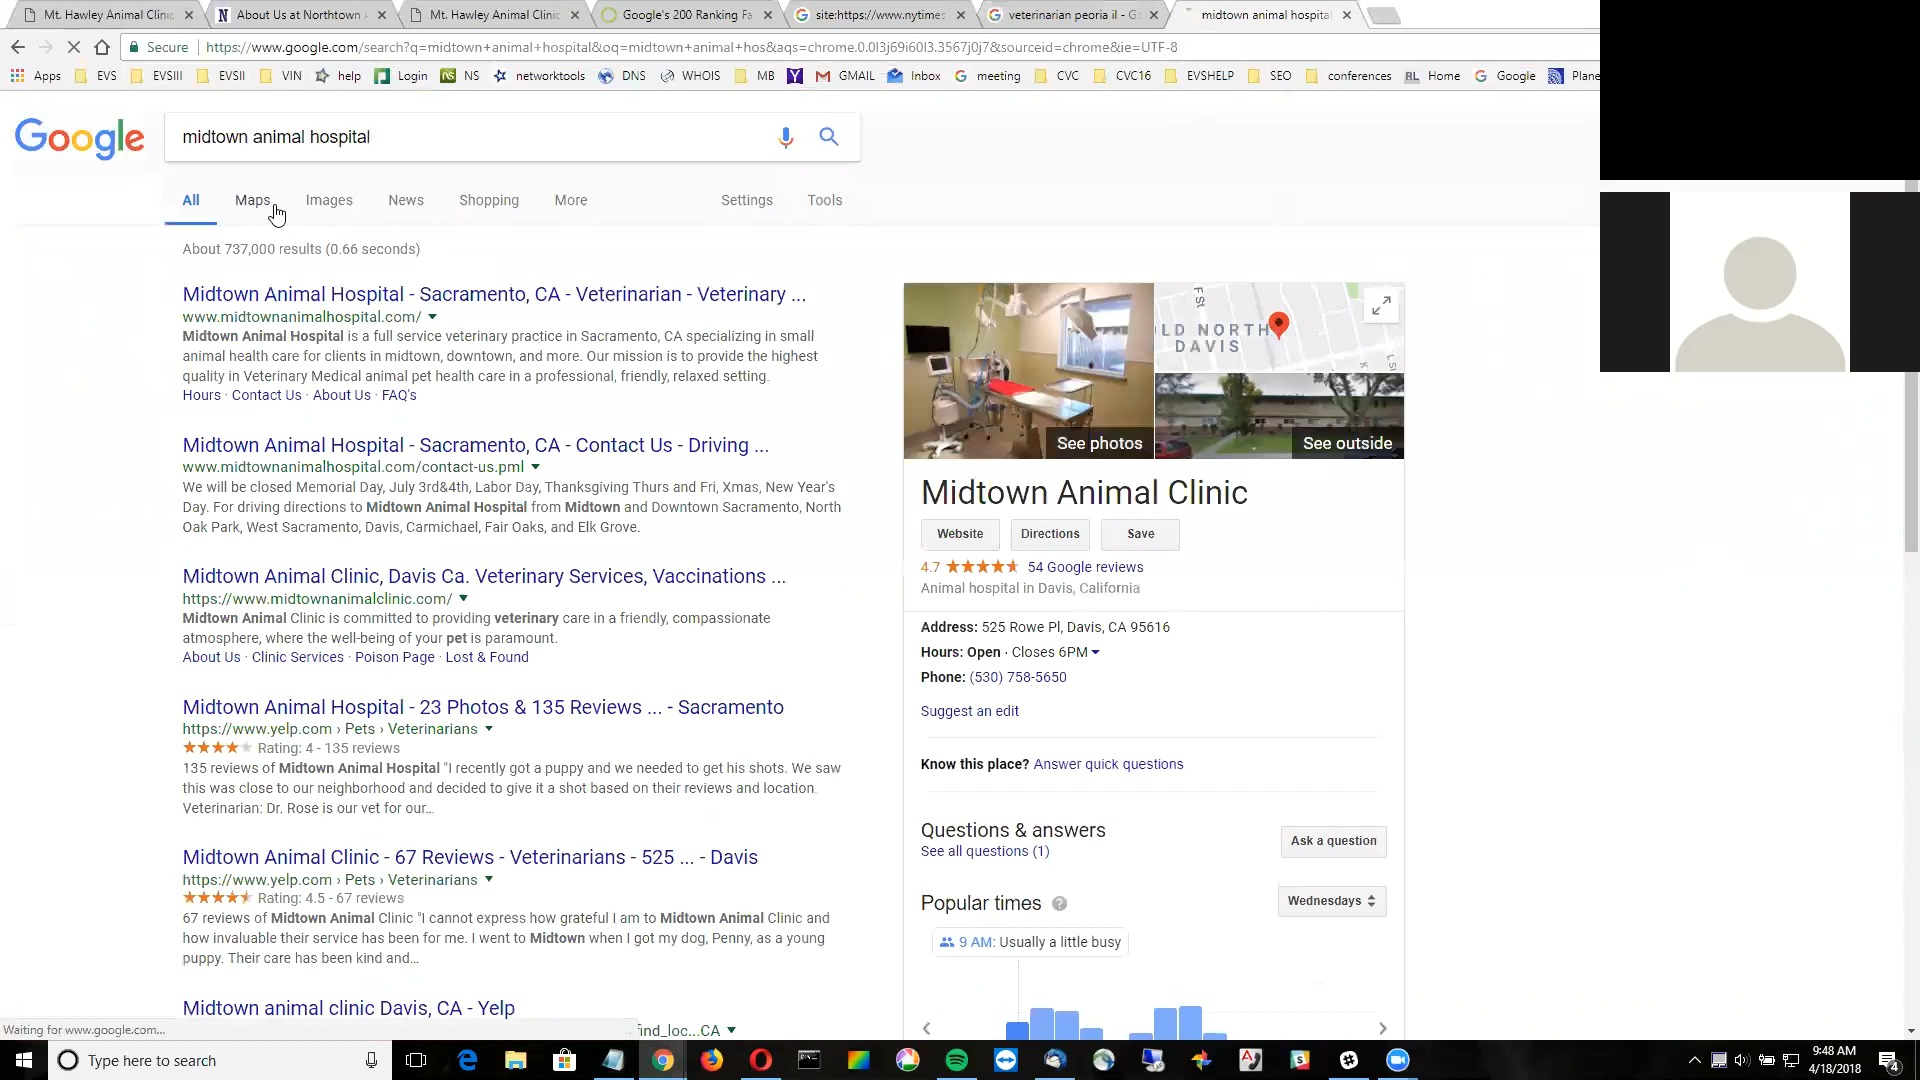 Mt. Hawley Animal Clinic
About Us at Northtown
Mt. Hawley Animal Clinic
Google's 200 Ranking Fa
site:https://www.nytimes
veterinarian peoria il - Go
midtown animal hospital
Secure https://www.google.com/search?q=midtown+animal+hospital&oq=midtown+animal+hos&aqs=chrome.0.0l3j69i60l3.3567j0j7&sourceid=chrome&ie=UTF-8
Apps EVS EVSIII EVSII VIN help Login NS networktools DNS WHOIS MB GMAIL Inbox meeting CVC CVC16 EVSHELP SEO conferences Home Google Plane
Google
midtown animal hospital
All Maps Images News Shopping More Settings Tools
About 737,000 results (0.66 seconds)
Midtown Animal Hospital - Sacramento, CA - Veterinarian - Veterinary ...
www.midtownanimalhospital.com/
Midtown Animal Hospital is a full service veterinary practice in Sacramento, CA specializing in small
animal health care for clients in midtown, downtown, and more. Our mission is to provide the highest
quality in Veterinary Medical animal pet health care in a professional, friendly, relaxed setting.
Hours · Contact Us · About Us · FAQ's
Midtown Animal Hospital - Sacramento, CA - Contact Us - Driving ...
www.midtownanimalhospital.com/contact-us.pml
We will be closed Memorial Day, July 3rd&4th, Labor Day, Thanksgiving Thurs and Fri, Xmas, New Year's
Day. For driving directions to Midtown Animal Hospital from Midtown and Downtown Sacramento, North
Oak Park, West Sacramento, Davis, Carmichael, Fair Oaks, and Elk Grove.
Midtown Animal Clinic, Davis Ca. Veterinary Services, Vaccinations ...
https://www.midtownanimalclinic.com/
Midtown Animal Clinic is committed to providing veterinary care in a friendly, compassionate
atmosphere, where the well-being of your pet is paramount.
About Us · Clinic Services · Poison Page · Lost & Found
Midtown Animal Hospital - 23 Photos & 135 Reviews ... - Sacramento
https://www.yelp.com › Pets › Veterinarians
Rating: 4 - 135 reviews
135 reviews of Midtown Animal Hospital "I recently got a puppy and we needed to get his shots. We saw
this was close to our neighborhood and decided to give it a shot based on their reviews and location.
Veterinarian: Dr. Rose is our vet for our...
Midtown Animal Clinic - 67 Reviews - Veterinarians - 525 ... - Davis
https://www.yelp.com › Pets › Veterinarians
Rating: 4.5 - 67 reviews
67 reviews of Midtown Animal Clinic "I cannot express how grateful I am to Midtown Animal Clinic and
how invaluable their service has been for me. I went to Midtown when I got my dog, Penny, as a young
puppy. Their care has been kind and...
Midtown animal clinic Davis, CA - Yelp
find_loc...CA
Waiting for www.google.com...
F St
OLD NORTH
DAVIS
L St
K
See photos
See outside
Midtown Animal Clinic
Website Directions Save
4.7 54 Google reviews
Animal hospital in Davis, California
Address: 525 Rowe Pl, Davis, CA 95616
Hours: Open · Closes 6PM
Phone: (530) 758-5650
Suggest an edit
Know this place? Answer quick questions
Questions & answers
See all questions (1)
Ask a question
Popular times
Wednesdays
9 AM: Usually a little busy
Type here to search
9:48 AM
4/18/2018
4